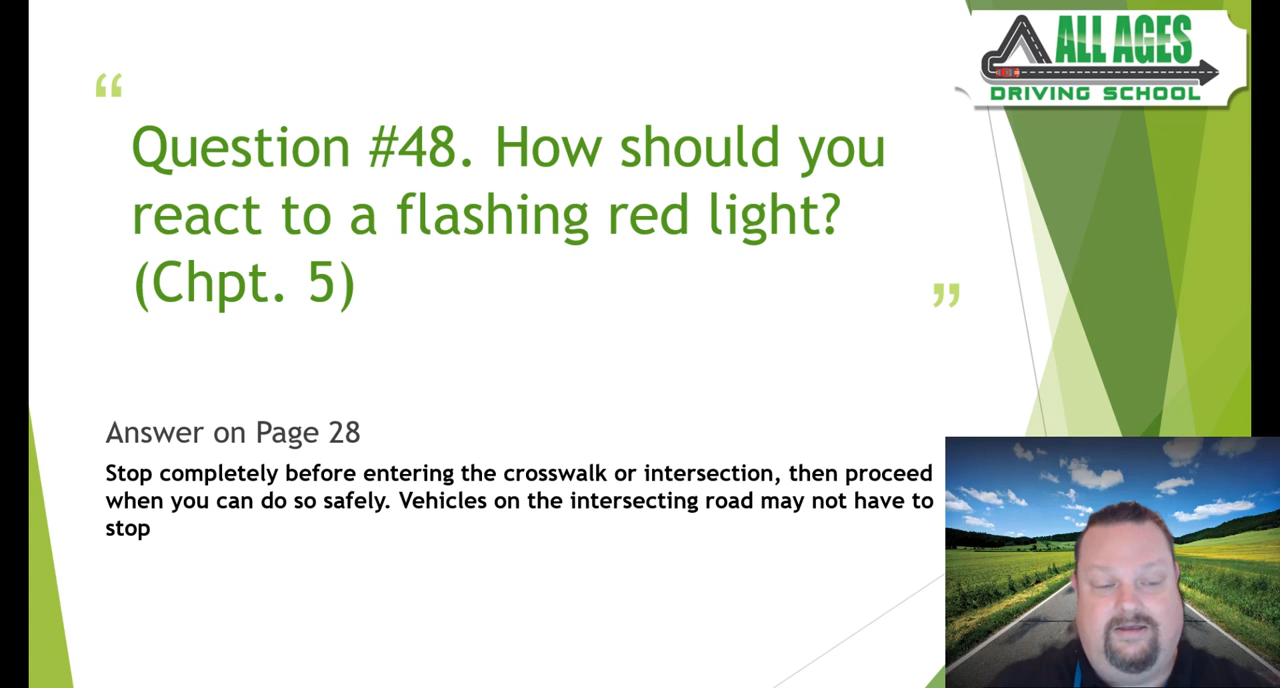 ALL AGES
DRIVING SCHOOL
“
Question #48. How should you
react to a flashing red light?
(Chpt. 5)
”
Answer on Page 28
Stop completely before entering the crosswalk or intersection, then proceed
when you can do so safely. Vehicles on the intersecting road may not have to
stop